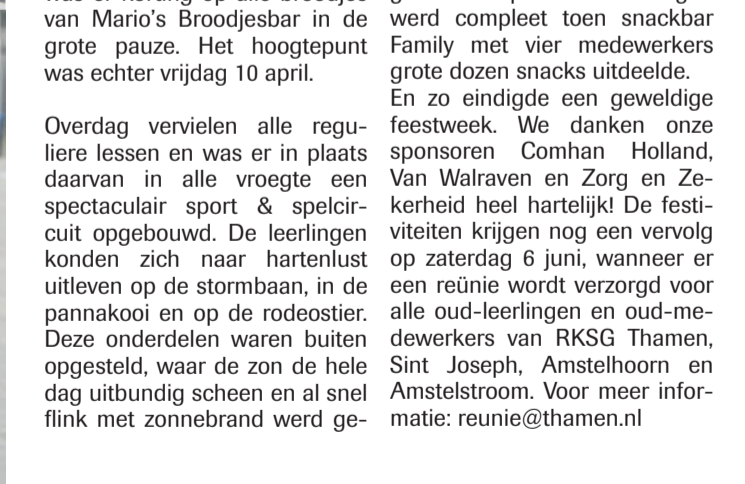 van Mario's Broodjesbar in de
grote pauze. Het hoogtepunt
was echter vrijdag 10 april.
Overdag vervielen alle regu-
liere lessen en was er in plaats
daarvan in alle vroegte een
spectaculair sport & spelcir-
cuit opgebouwd. De leerlingen
konden zich naar hartenlust
uitleven op de stormbaan, in de
pannakooi en op de rodeostier.
Deze onderdelen waren buiten
opgesteld, waar de zon de hele
dag uitbundig scheen en al snel
flink met zonnebrand werd ge-
werd compleet toen snackbar
Family met vier medewerkers
grote dozen snacks uitdeelde.
En zo eindigde een geweldige
feestweek. We danken onze
sponsoren Comhan Holland,
Van Walraven en Zorg en Ze-
kerheid heel hartelijk! De festi-
viteiten krijgen nog een vervolg
op zaterdag 6 juni, wanneer er
een reünie wordt verzorgd voor
alle oud-leerlingen en oud-me-
dewerkers van RKSG Thamen,
Sint Joseph, Amstelhoorn en
Amstelstroom. Voor meer infor-
matie: reunie@thamen.nl